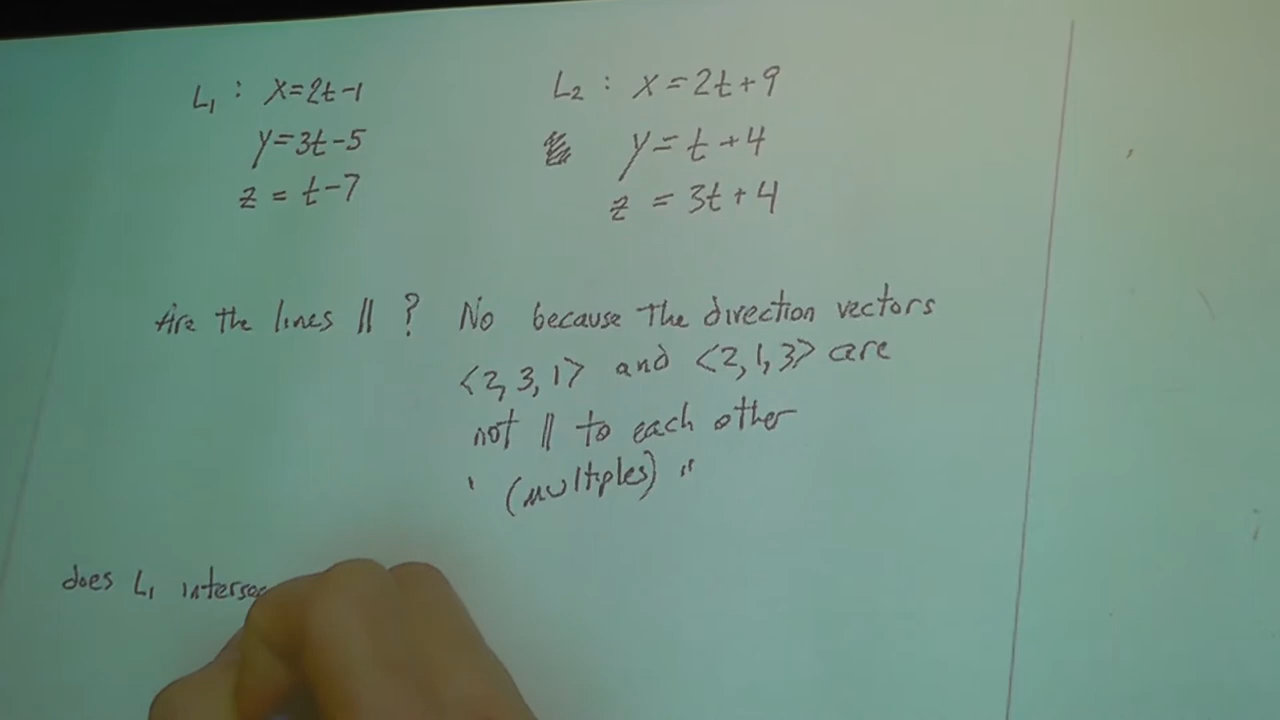 L₁ : x=2t-1
y=3t-5
z = t-7
L₂ : x=2t+9
y=t+4
z = 3t+4
Are the lines || ? No because the direction vectors
<2,3,1> and <2,1,3> are
not || to each other
' (multiples) "
does L₁ intersec